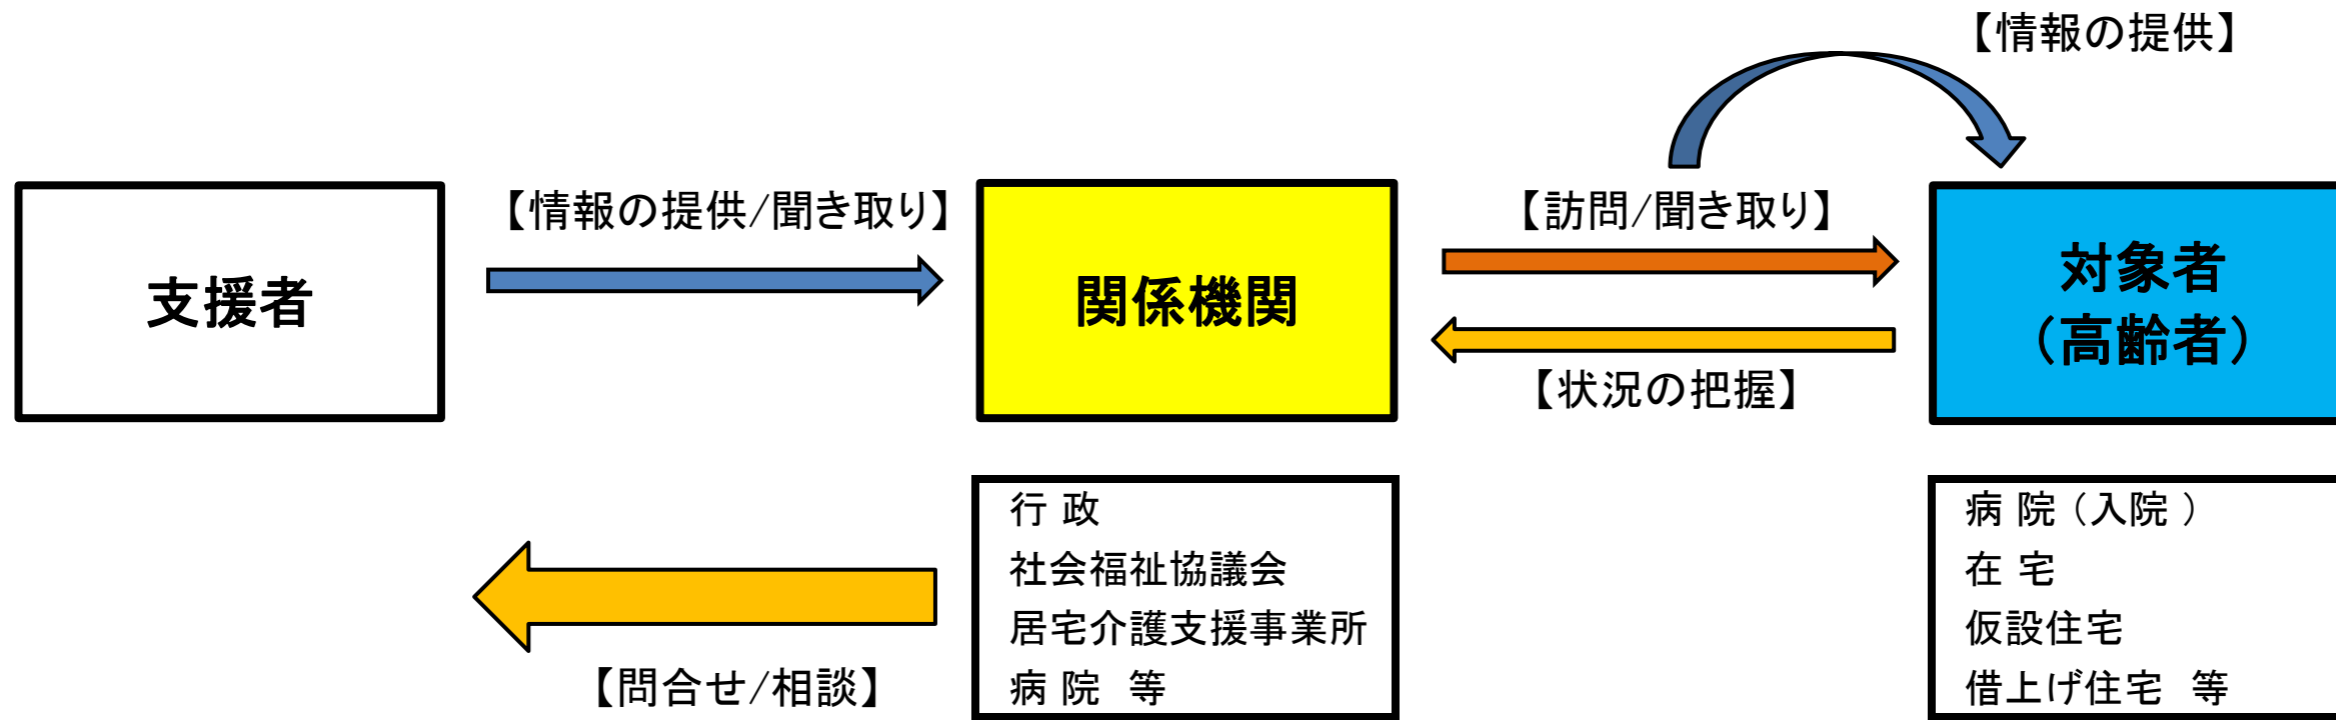 【情報の提供】
【情報の提供/聞き取り】
【訪問/聞き取り】
支援者
関係機関
対象者
（高齢者）
【状況の把握】
行 政
社会福祉協議会
居宅介護支援事業所
病 院　等
病 院（入院 ）
在 宅
仮設住宅
借上げ住宅　等
【問合せ/相談】